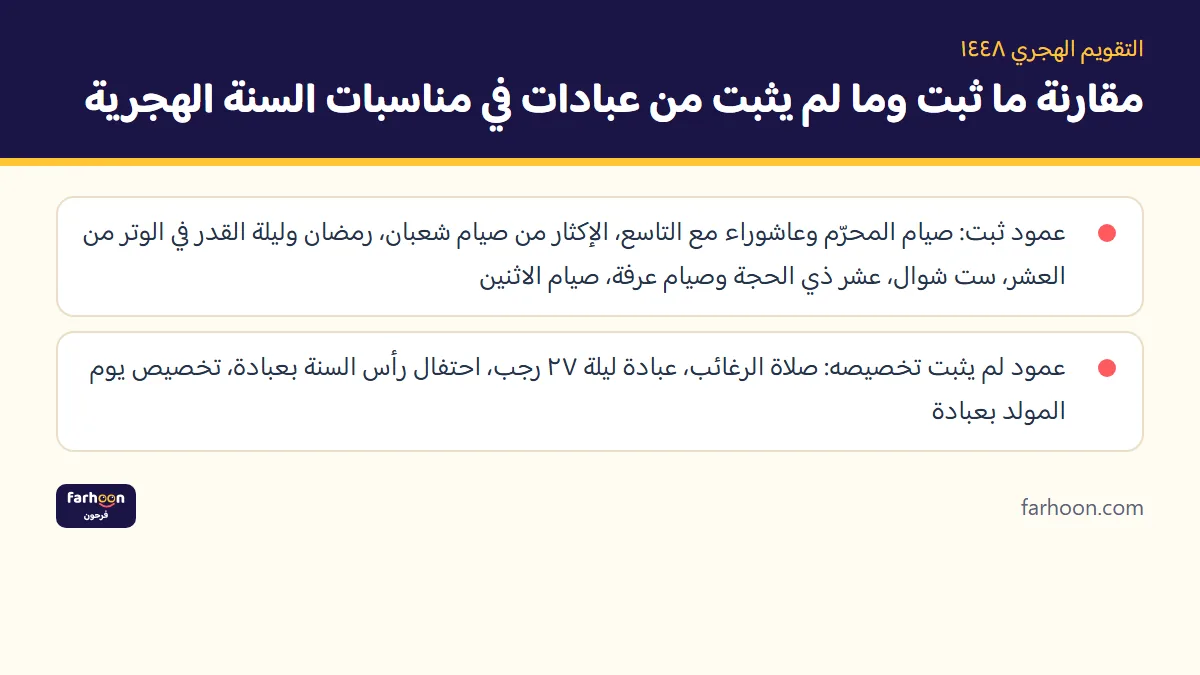 التقويم الهجري ١٤٤٨
مقارنة ما ثبت وما لم يثبت من عبادات في مناسبات السنة الهجرية
عمود ثبت: صيام المحرّم وعاشوراء مع التاسع، الإكثار من صيام شعبان، رمضان وليلة القدر في الوتر من
العشر، ست شوال، عشر ذي الحجة وصيام عرفة، صيام الاثنين
عمود لم يثبت تخصيصه: صلاة الرغائب، عبادة ليلة ٢٧ رجب، احتفال رأس السنة بعبادة، تخصيص يوم
المولد بعبادة
farhoon.com
farhoon
فرحون